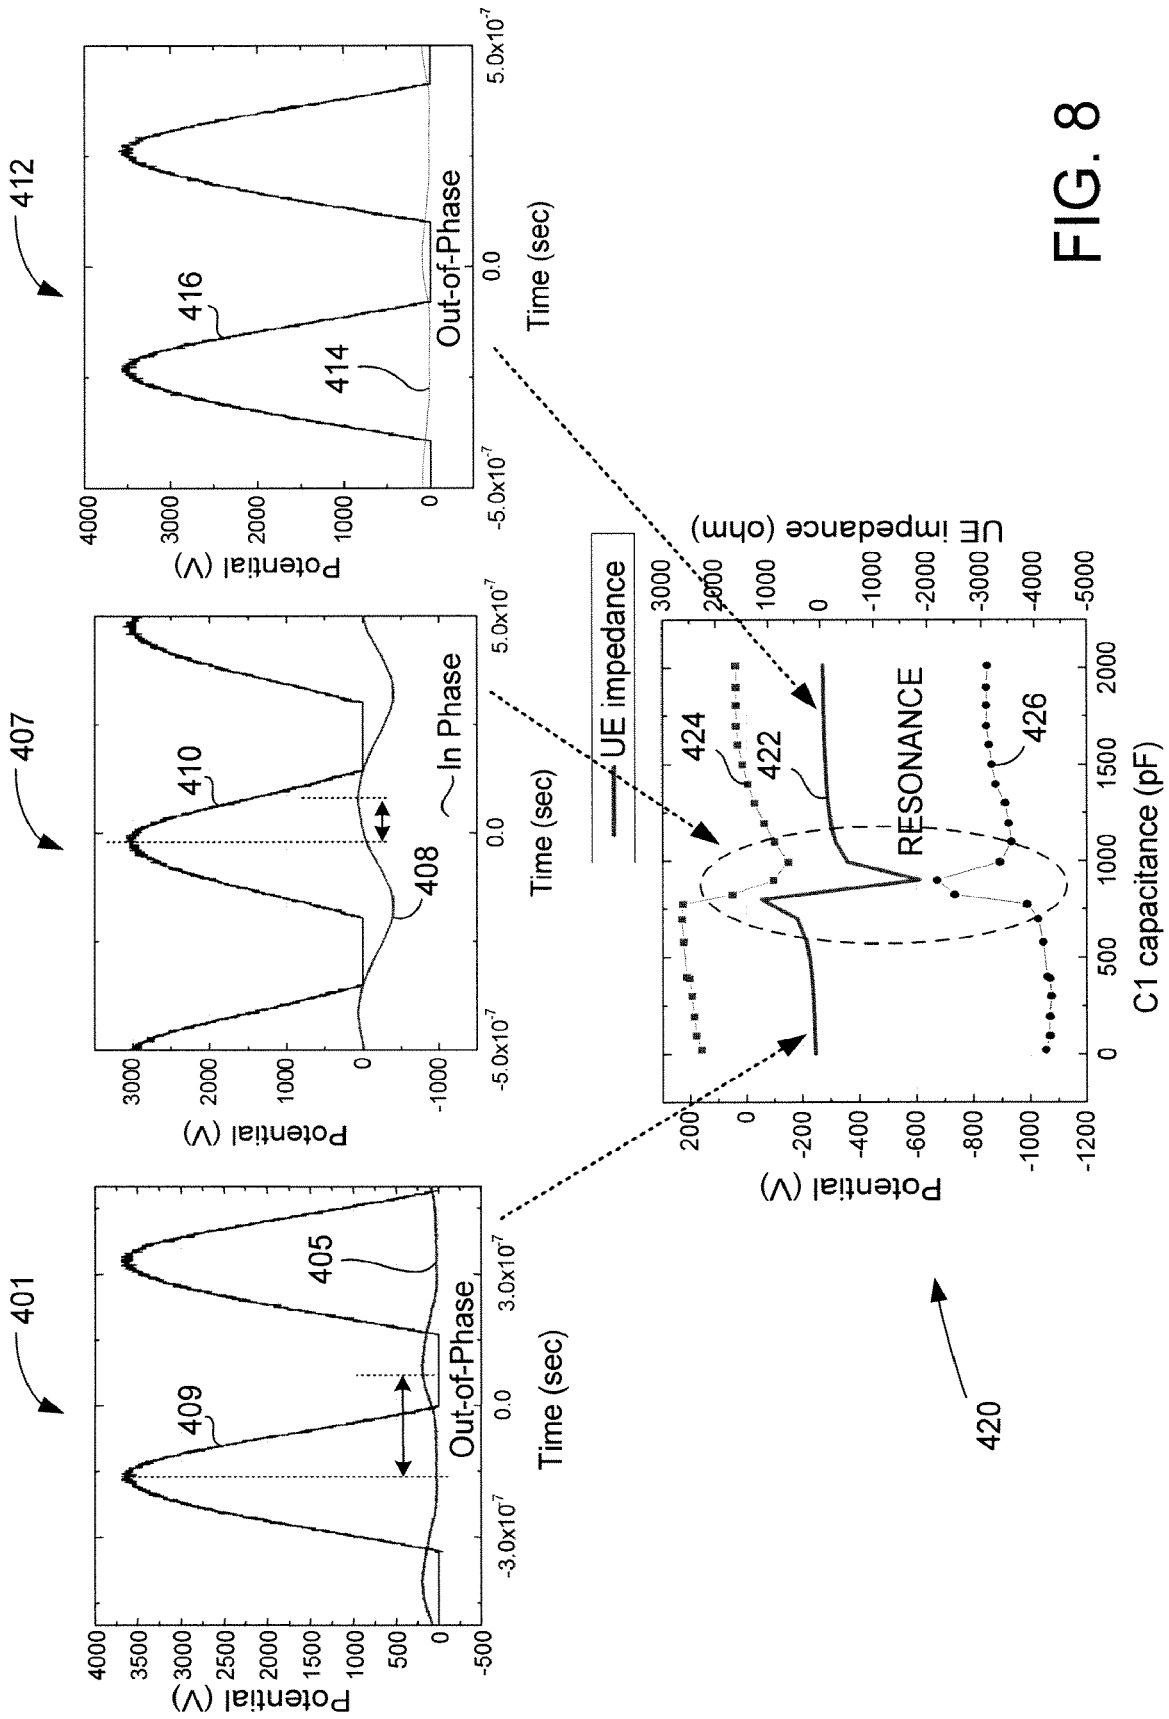 401
Potential (V)
4000
3500
3000
2500
2000
1500
1000
500
0
-500
409
405
Out-of-Phase
-3.0x10⁻⁷
0.0
3.0x10⁻⁷
Time (sec)
407
Potential (V)
3000
2000
1000
0
-1000
410
408
In Phase
-5.0x10⁻⁷
0.0
5.0x10⁻⁷
Time (sec)
412
Potential (V)
4000
3000
2000
1000
0
416
414
Out-of-Phase
-5.0x10⁻⁷
0.0
5.0x10⁻⁷
Time (sec)
420
UE impedance
Potential (V)
200
0
-200
-400
-600
-800
-1000
-1200
424
422
RESONANCE
426
UE impedance (ohm)
3000
2000
1000
0
-1000
-2000
-3000
-4000
-5000
0
500
1000
1500
2000
C1 capacitance (pF)
FIG. 8